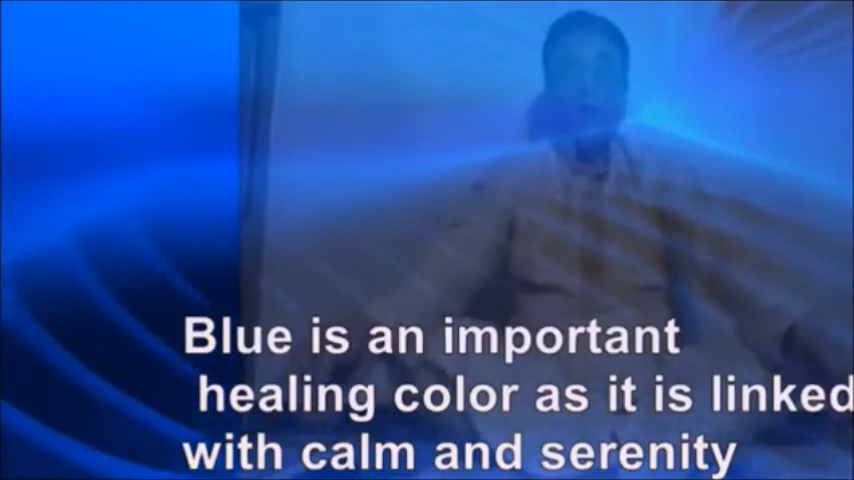 Blue is an important
healing color as it is linked
with calm and serenity